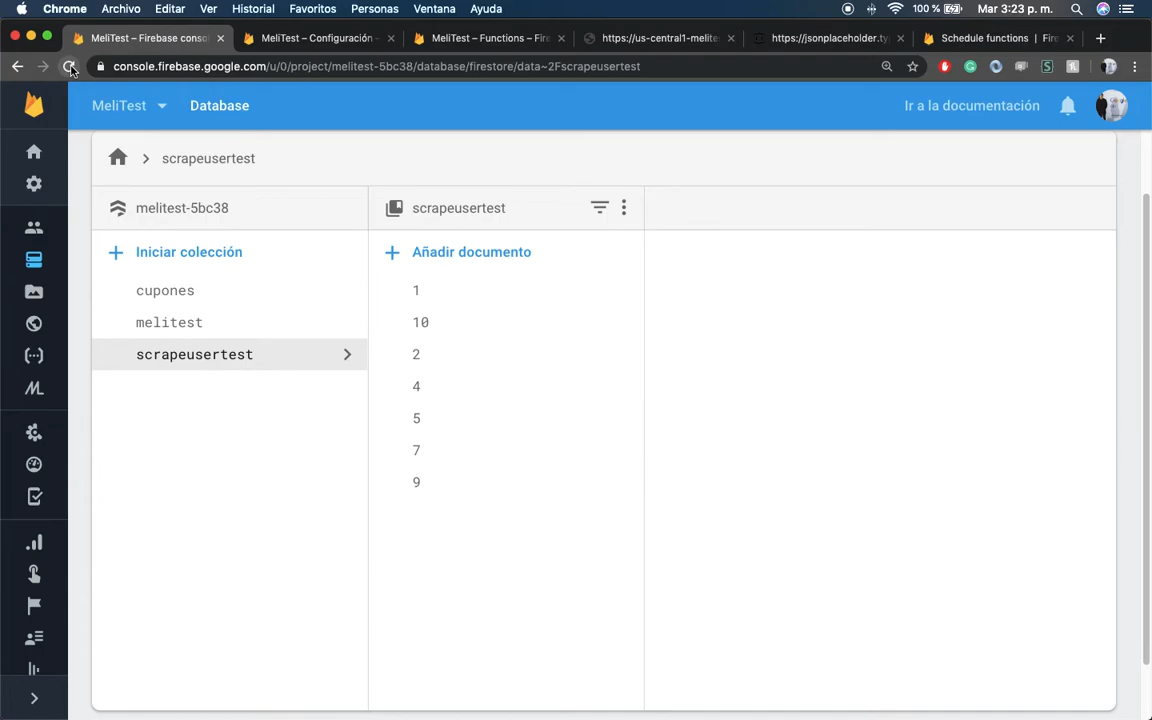 Chrome Archivo Editar Ver Historial Favoritos Personas Ventana Ayuda 100 % Mar 3:23 p. m.
MeliTest – Firebase conso MeliTest – Configuración - MeliTest – Functions – Fire https://us-central1-melite jsonplaceholder.ty Schedule functions | Fire
console.firebase.google.com/u/0/project/melitest-5bc38/database/firestore/data~2Fscrapeusertest
MeliTest Database Ir a la documentación
scrapeusertest
melitest-5bc38 scrapeusertest
Iniciar colección Añadir documento
cupones 1
melitest 10
scrapeusertest 2
4
5
7
9